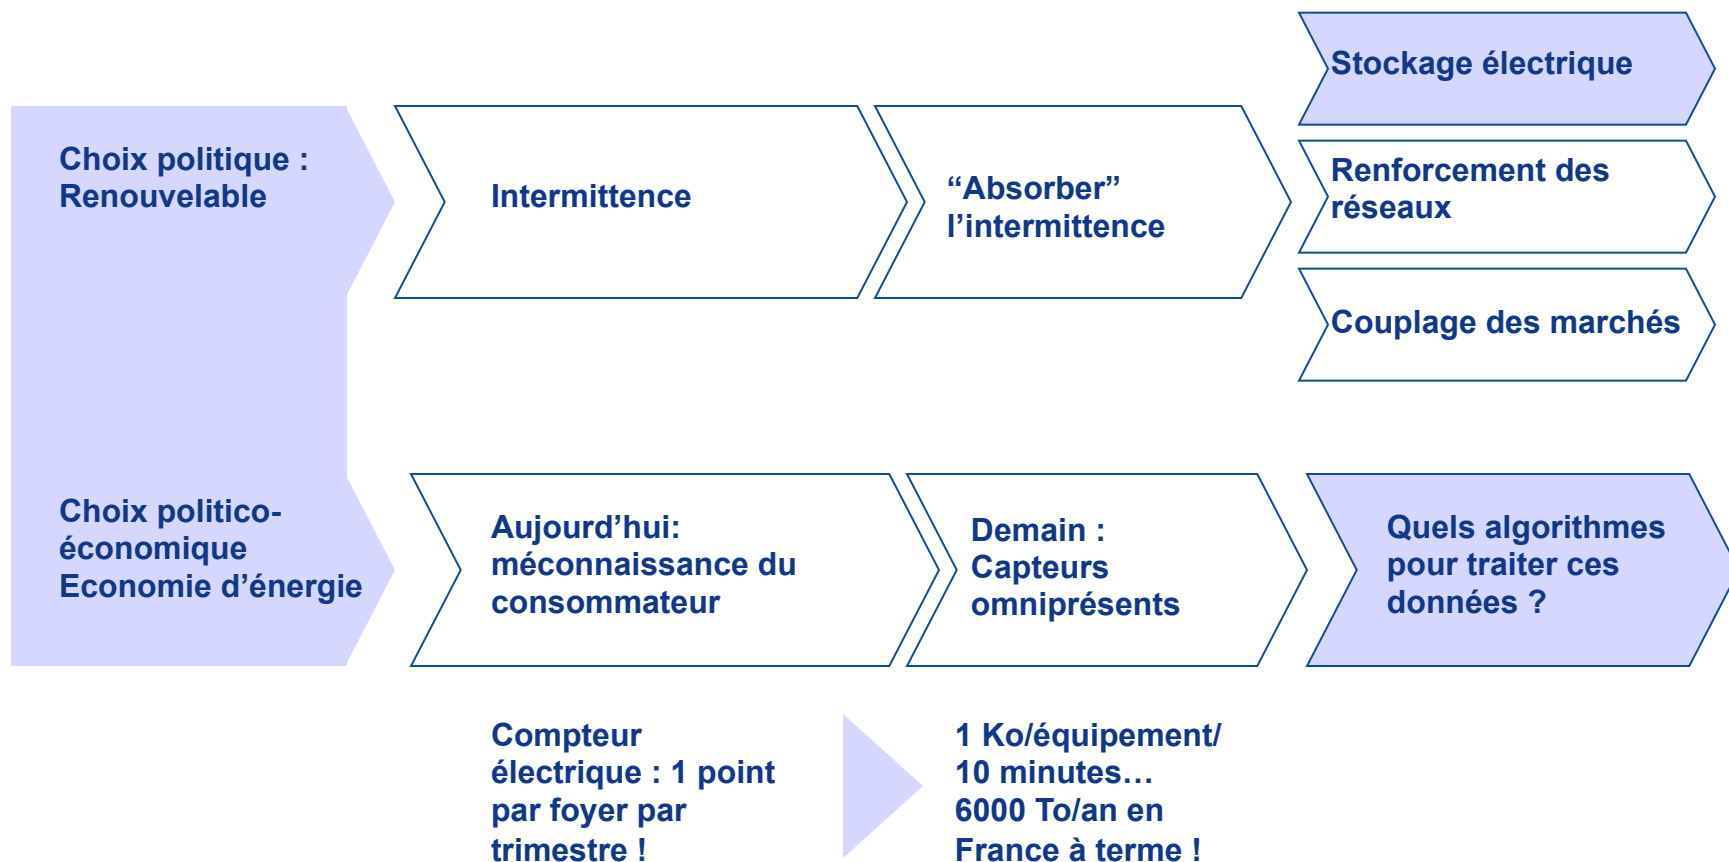 Choix politique :
Renouvelable
Intermittence
“Absorber”
l’intermittence
Stockage électrique
Renforcement des
réseaux
Couplage des marchés
Choix politico-
économique
Economie d’énergie
Aujourd’hui:
méconnaissance du
consommateur
Demain :
Capteurs
omniprésents
Quels algorithmes
pour traiter ces
données ?
Compteur
électrique : 1 point
par foyer par
trimestre !
1 Ko/équipement/
10 minutes…
6000 To/an en
France à terme !